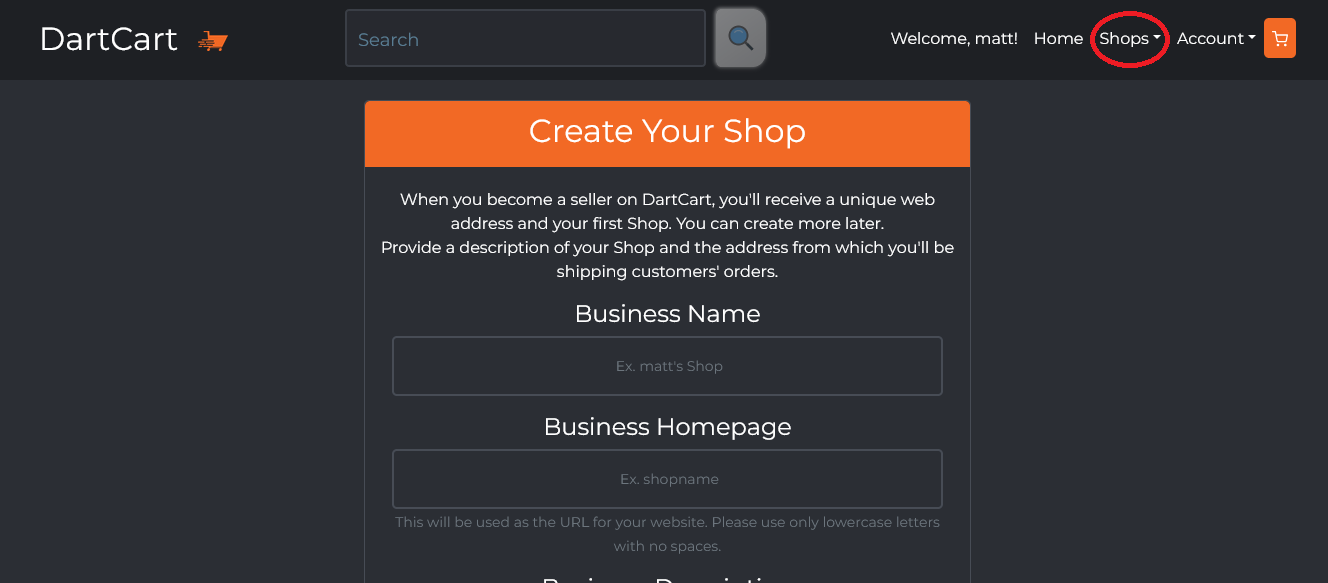 DartCart
Search
Welcome, matt! Home Shops Account
Create Your Shop
When you become a seller on DartCart, you'll receive a unique web
address and your first Shop. You can create more later.
Provide a description of your Shop and the address from which you'll be
shipping customers' orders.
Business Name
Ex. matt's Shop
Business Homepage
Ex. shopname
This will be used as the URL for your website. Please use only lowercase letters
with no spaces.